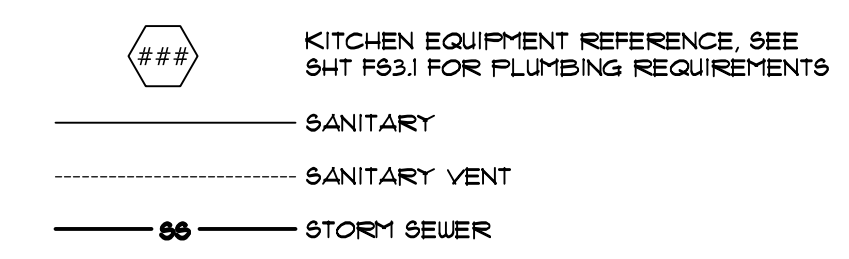 ### KITCHEN EQUIPMENT REFERENCE, SEE
SHT FS3.1 FOR PLUMBING REQUIREMENTS
SANITARY
SANITARY VENT
SS STORM SEWER